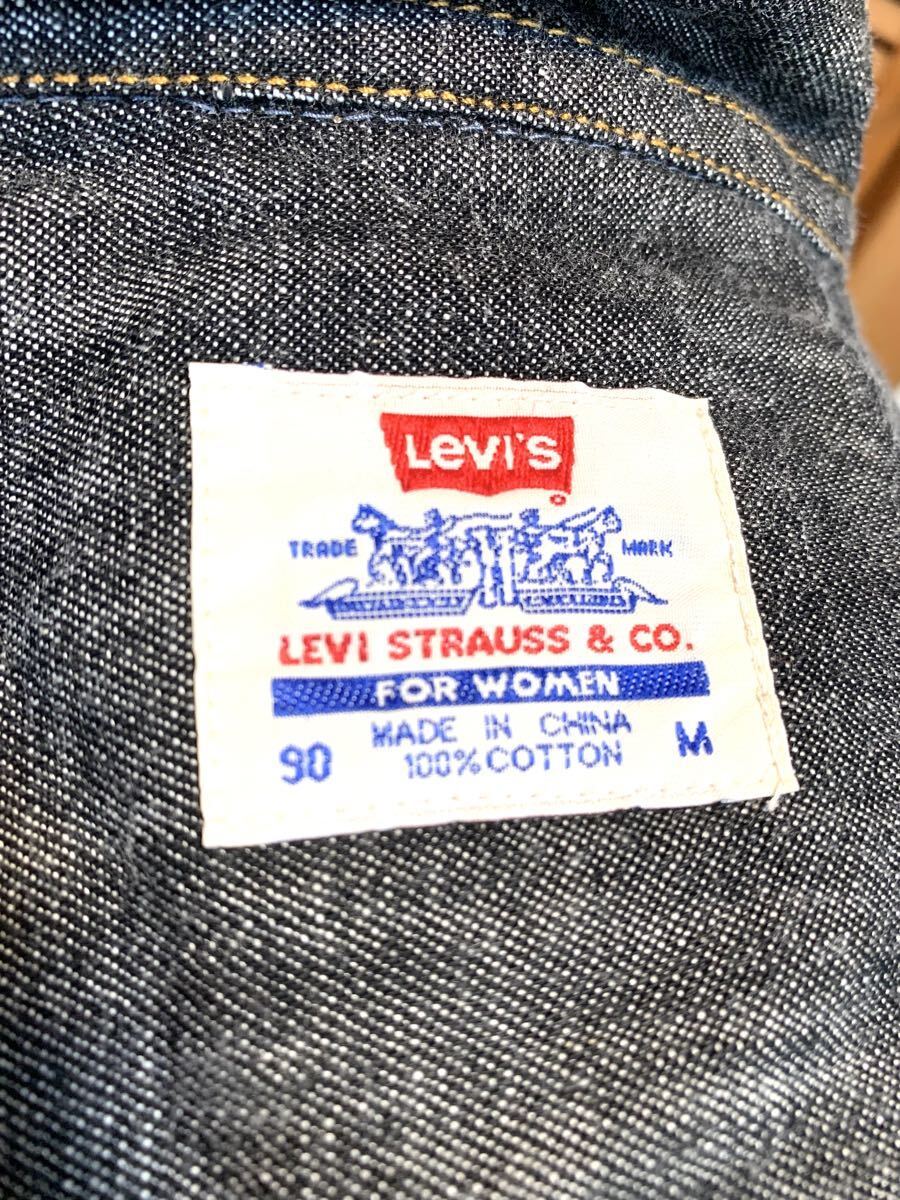 LEVI'S
TRADE MARK
LEVI STRAUSS & CO.
FOR WOMEN
MADE IN CHINA
90 100% COTTON M